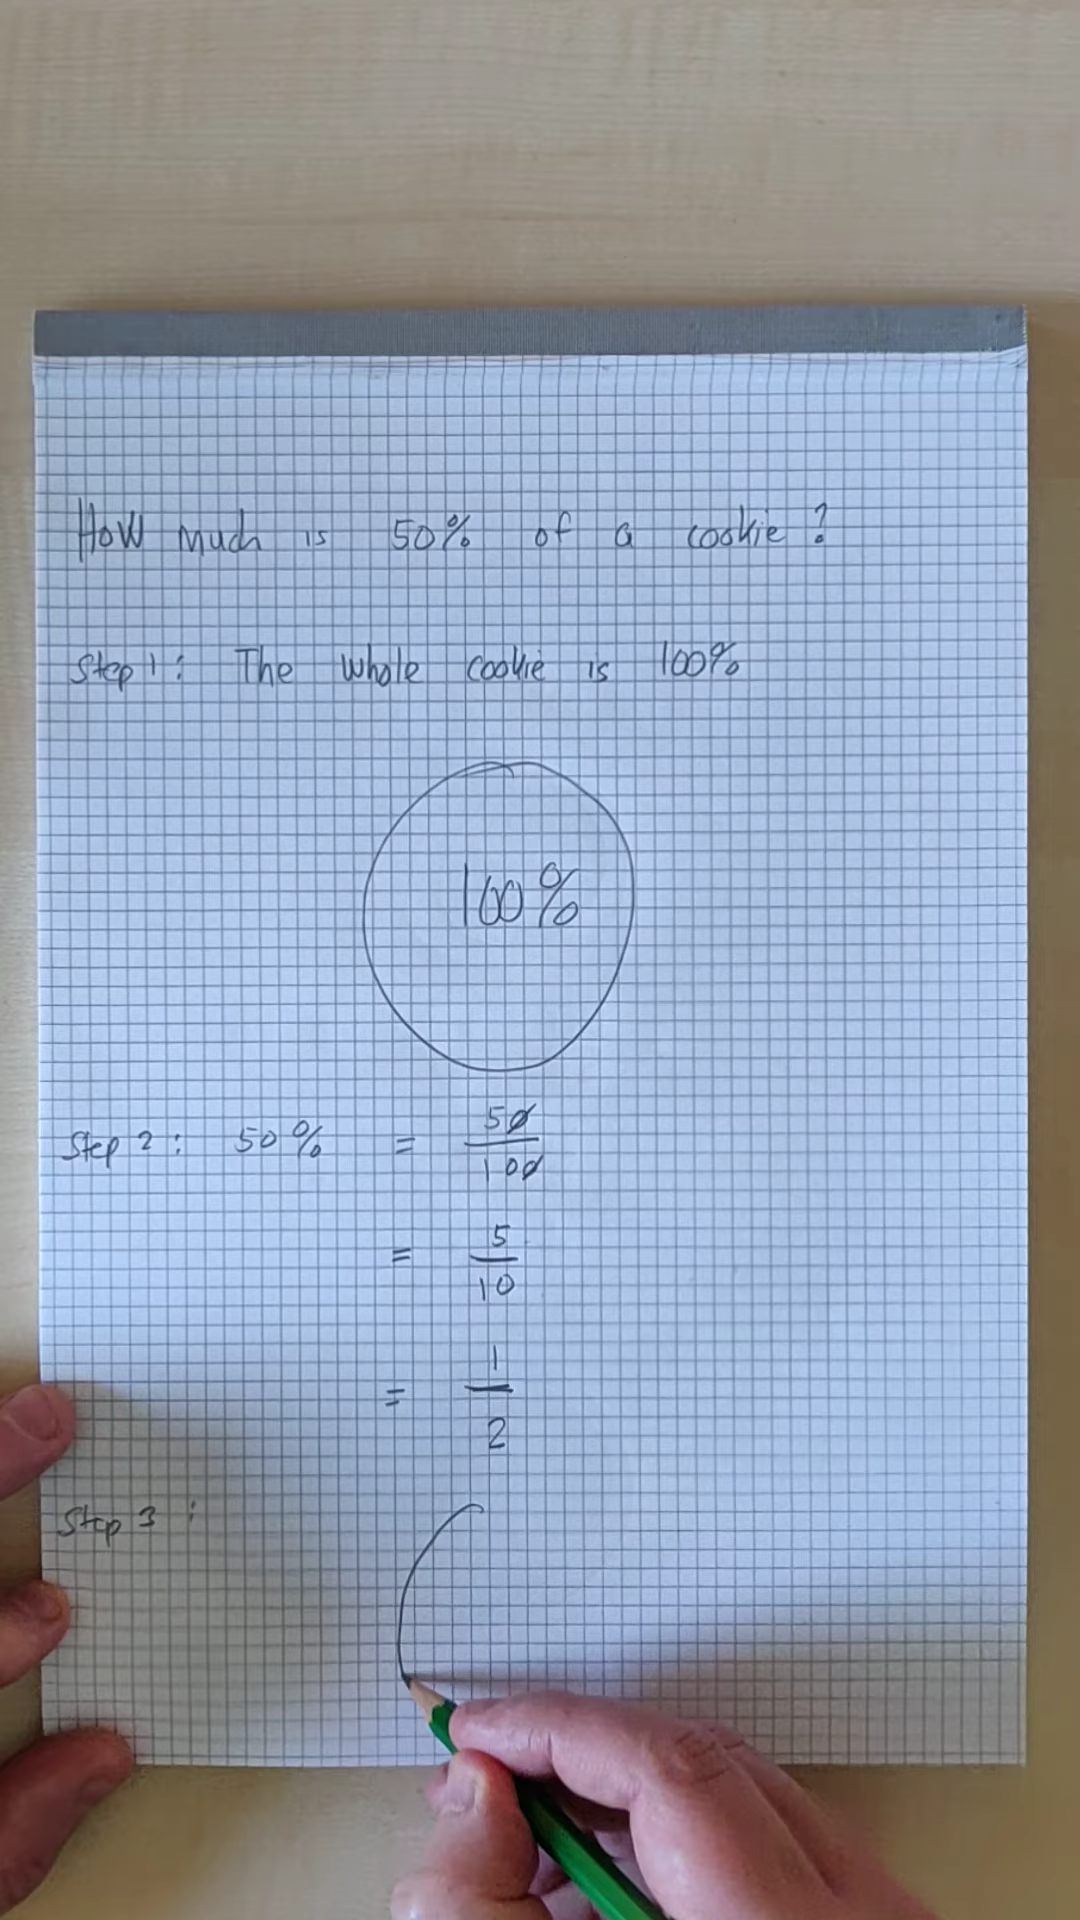 How much is 50% of a cookie?
Step 1: The whole cookie is 100%
100%
Step 2: 50% = 50/100
= 5/10
= 1/2
Step 3: